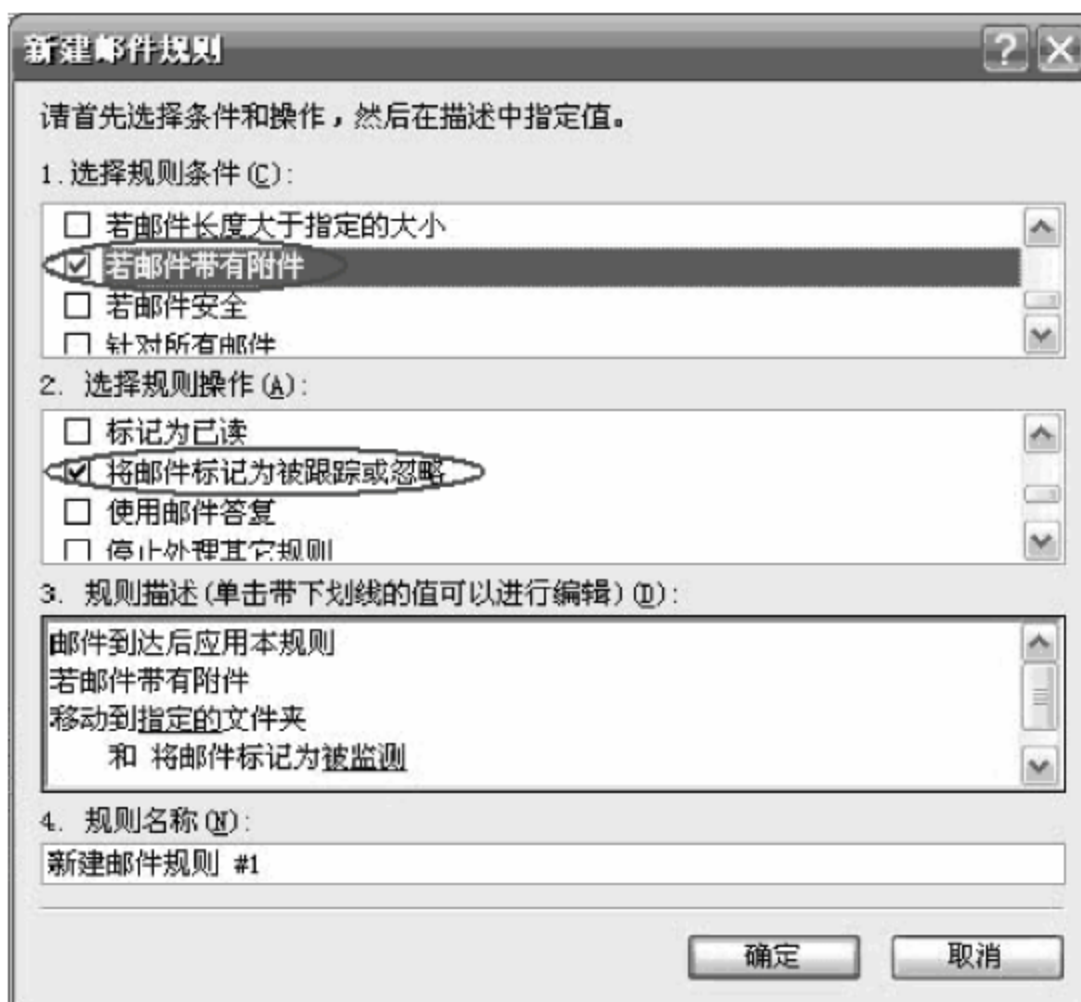 新建邮件规则
请首先选择条件和操作，然后在描述中指定值。
1.选择规则条件(C):
若邮件长度大于指定的大小
若邮件带有附件
若邮件安全
针对所有邮件
2. 选择规则操作(A):
标记为已读
将邮件标记为被跟踪或忽略
使用邮件答复
停止处理其它规则
3. 规则描述(单击带下划线的值可以进行编辑)(D):
邮件到达后应用本规则
若邮件带有附件
移动到指定的文件夹
和 将邮件标记为被监测
4. 规则名称(N):
新建邮件规则 #1
确定 取消